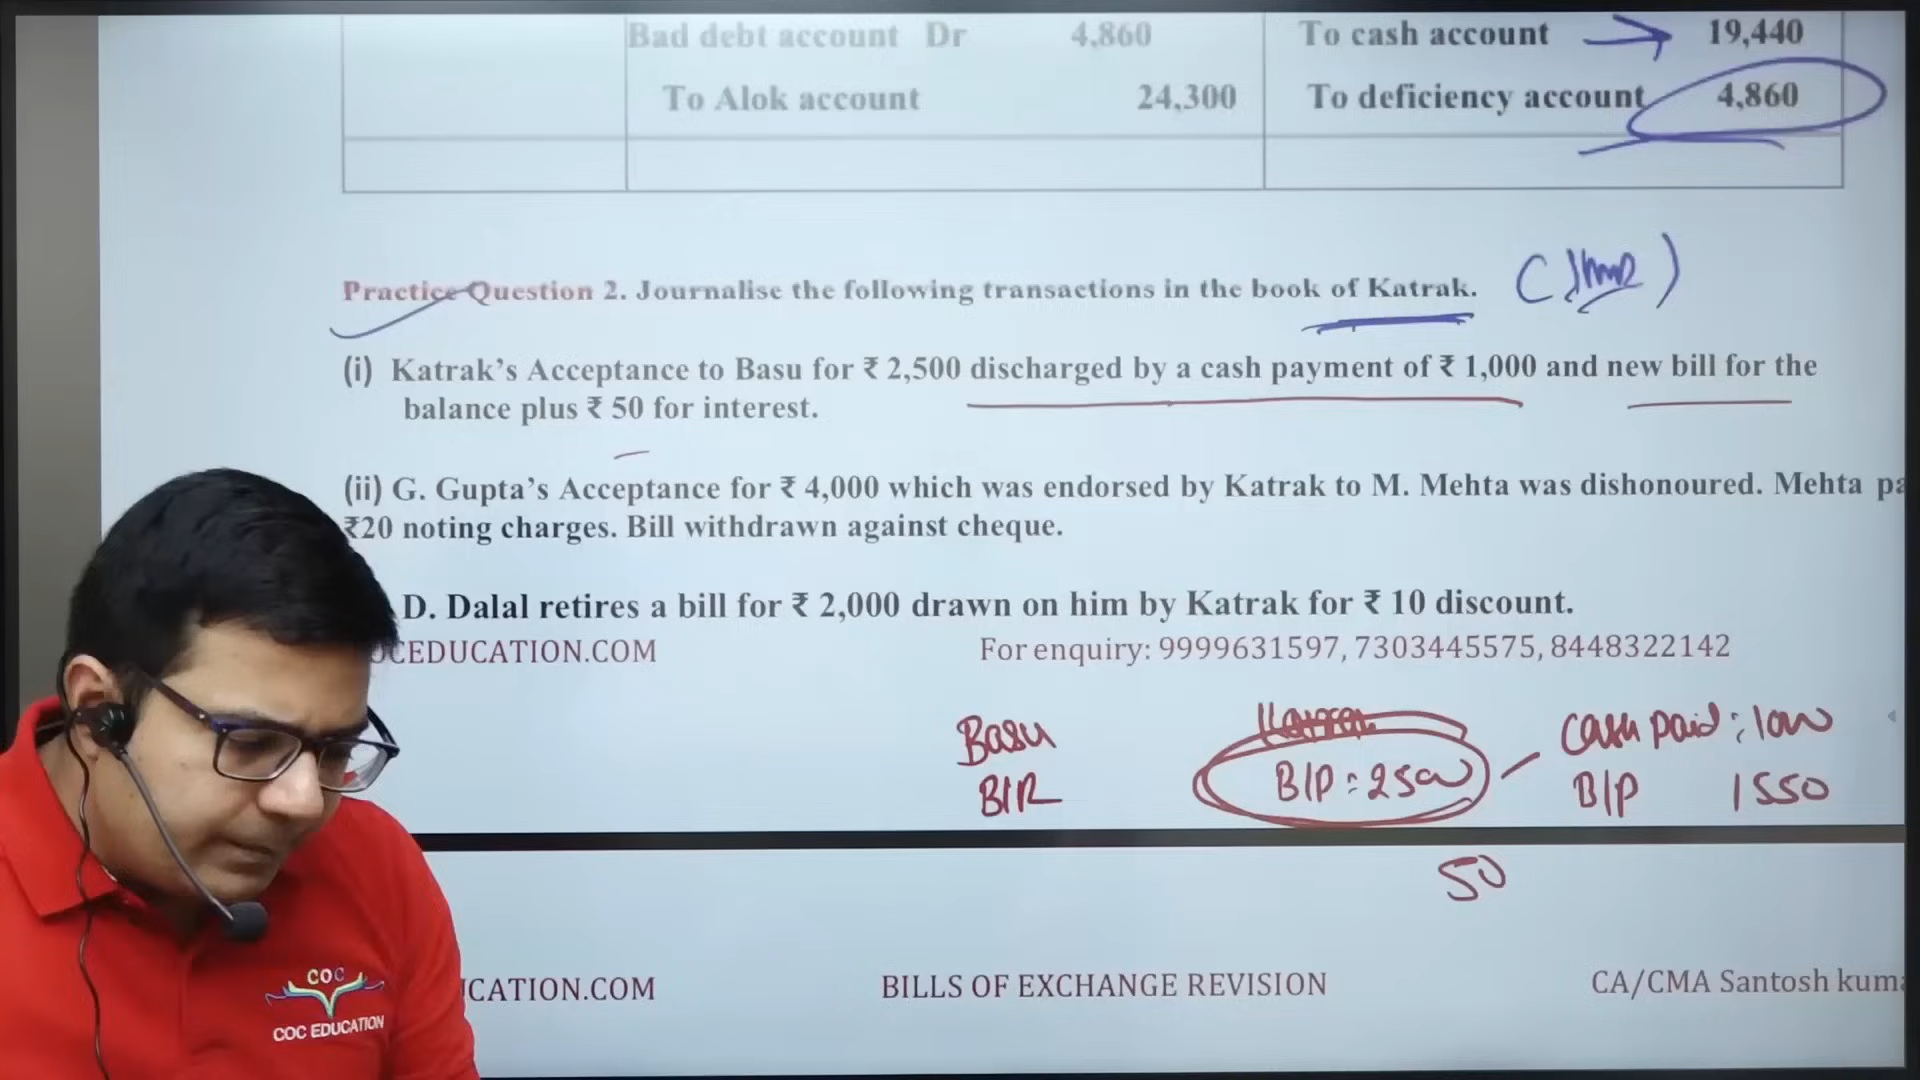 Bad debt account Dr 4,860 To cash account 19,440
To Alok account 24,300 To deficiency account 4,860
Practice Question 2. Journalise the following transactions in the book of Katrak. (Imp)
(i) Katrak's Acceptance to Basu for ₹ 2,500 discharged by a cash payment of ₹ 1,000 and new bill for the
balance plus ₹ 50 for interest.
(ii) G. Gupta's Acceptance for ₹ 4,000 which was endorsed by Katrak to M. Mehta was dishonoured. Mehta pa
₹20 noting charges. Bill withdrawn against cheque.
D. Dalal retires a bill for ₹ 2,000 drawn on him by Katrak for ₹ 10 discount.
CEDUCATION.COM For enquiry: 9999631597, 7303445575, 8448322142
Basu Cash paid : 1000
B/R B/P : 2500 B/P 1550
50
UCATION.COM BILLS OF EXCHANGE REVISION CA/CMA Santosh kuma
COC
COC EDUCATION